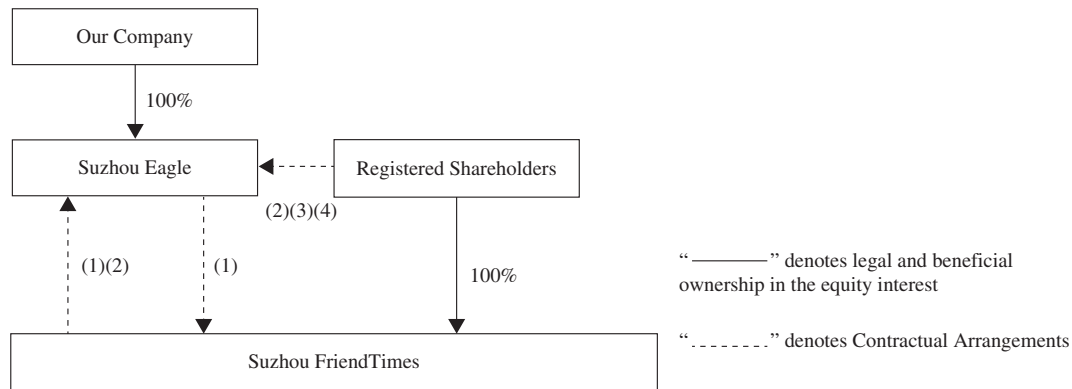 Our Company
100%
Suzhou Eagle
Registered Shareholders
(2)(3)(4)
(1)(2)
(1)
100%
“ ” denotes legal and beneficial
ownership in the equity interest
“ ” denotes Contractual Arrangements
Suzhou FriendTimes